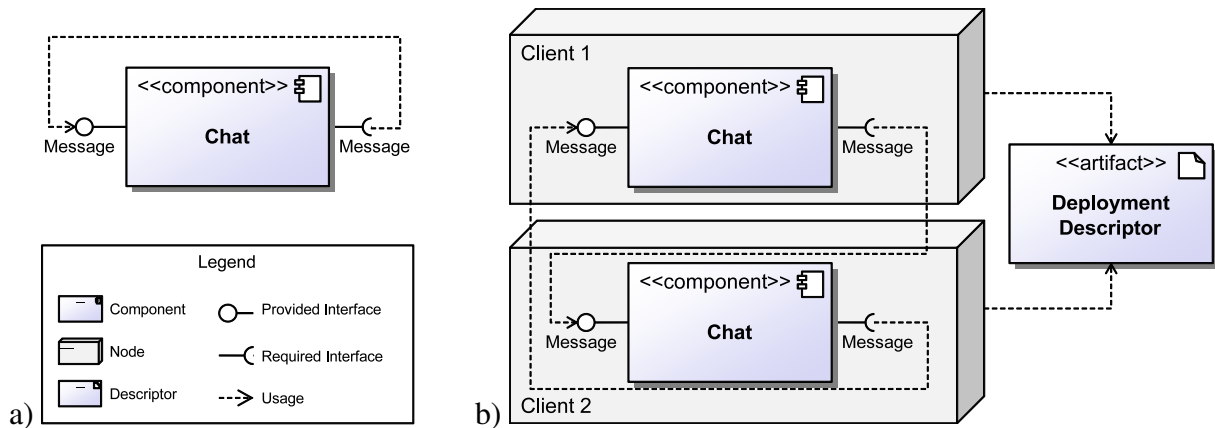 <<component>>
Chat
Message
Message
Legend
Component
Provided Interface
Node
Required Interface
Descriptor
Usage
a)
Client 1
<<component>>
Chat
Message
Message
<<artifact>>
Deployment
Descriptor
<<component>>
Chat
Message
Message
Client 2
b)